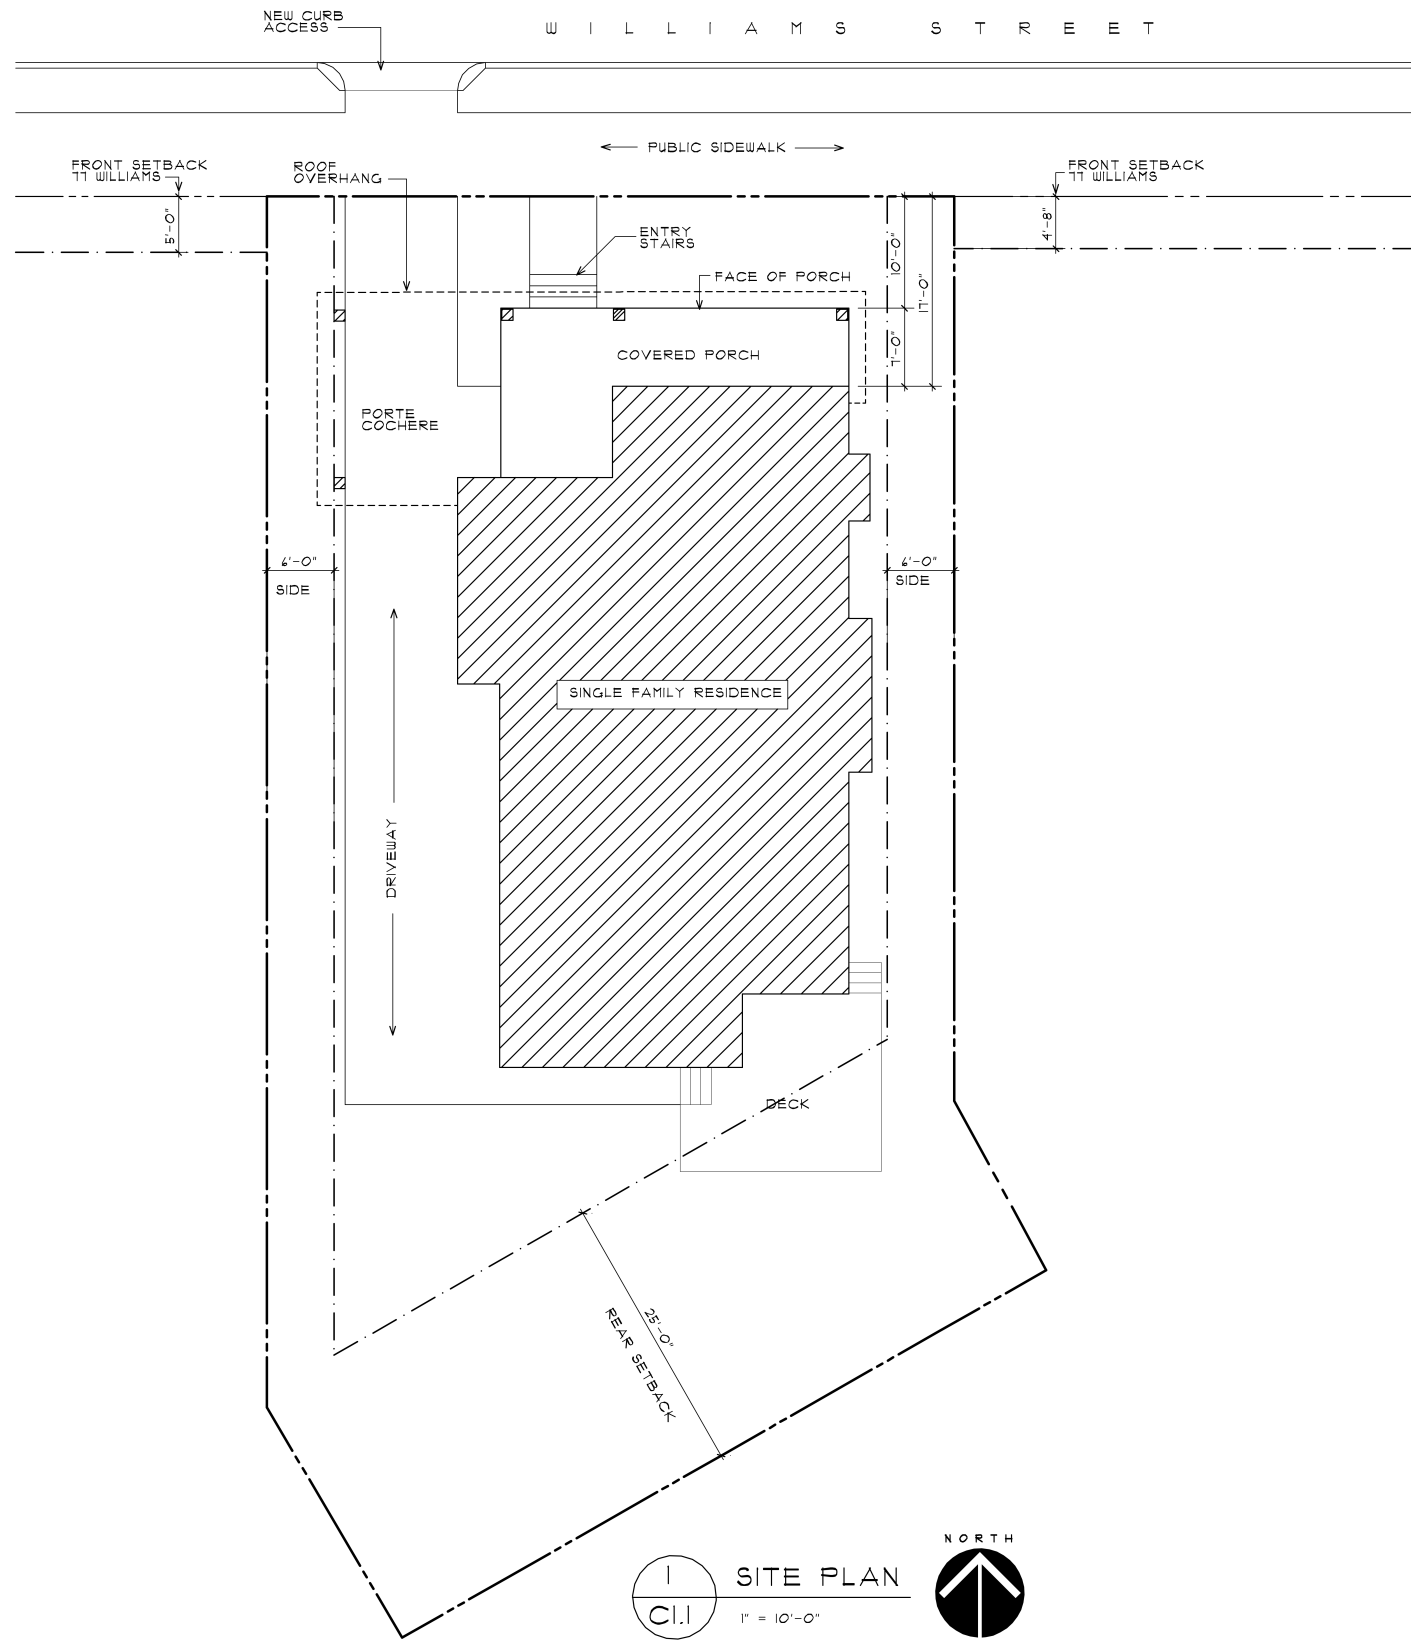 NEW CURB
ACCESS
WILLIAMS STREET
PUBLIC SIDEWALK
FRONT SETBACK
77 WILLIAMS
ROOF
OVERHANG
FRONT SETBACK
77 WILLIAMS
5'-0"
ENTRY
STAIRS
10'-0"
4'-8"
FACE OF PORCH
17'-0"
COVERED PORCH
7'-0"
PORTE
COCHERE
6'-0"
SIDE
6'-0"
SIDE
SINGLE FAMILY RESIDENCE
DRIVEWAY
DECK
25'-0"
REAR SETBACK
NORTH
1
C1.1
SITE PLAN
1" = 10'-0"